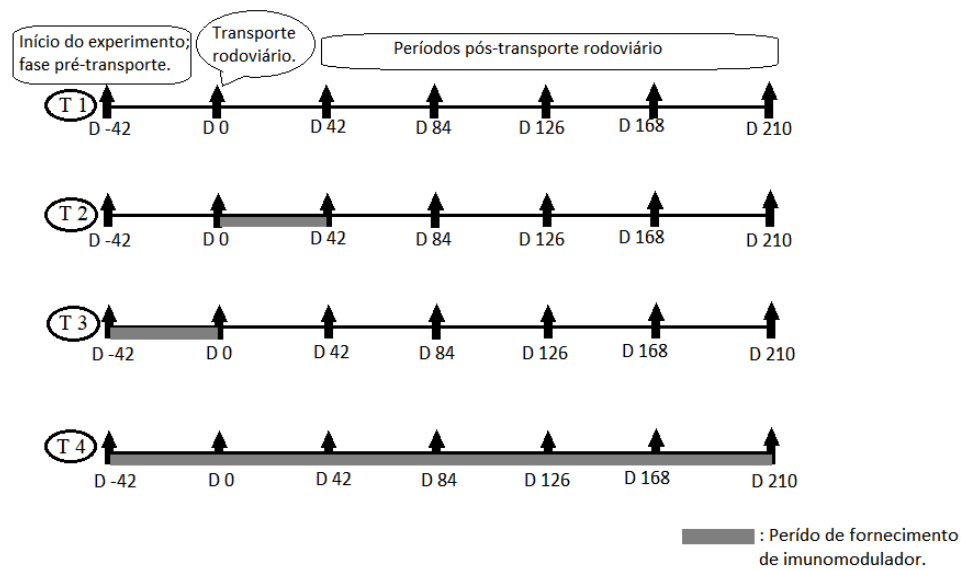 Início do experimento;
fase pré-transporte.
Transporte
rodoviário.
Períodos pós-transporte rodoviário
T 1
D -42 D 0 D 42 D 84 D 126 D 168 D 210
T 2
D -42 D 0 D 42 D 84 D 126 D 168 D 210
T 3
D -42 D 0 D 42 D 84 D 126 D 168 D 210
T 4
D -42 D 0 D 42 D 84 D 126 D 168 D 210
: Perído de fornecimento
de imunomodulador.